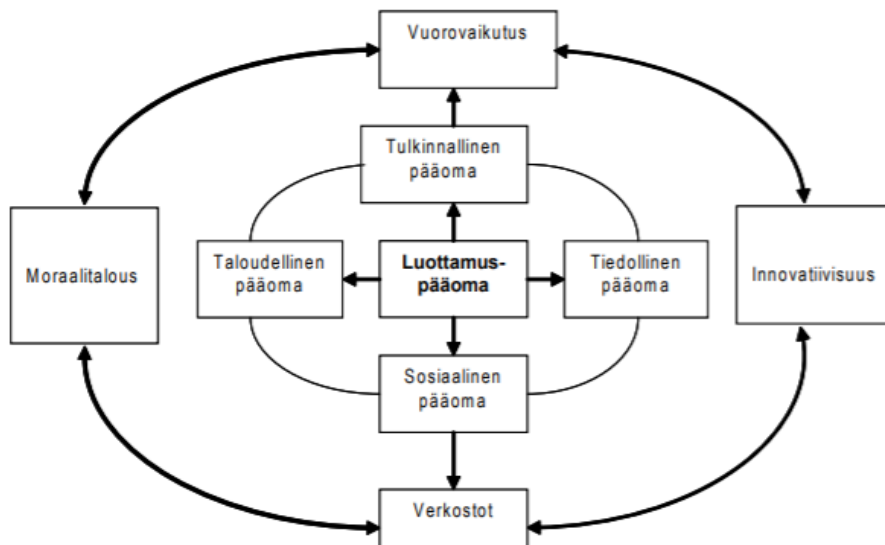 Vuorovaikutus
Tulkinnallinen
pääoma
Moraalitalous
Taloudellinen
pääoma
Luottamus-
pääoma
Tiedollinen
pääoma
Innovatiivisuus
Sosiaalinen
pääoma
Verkostot